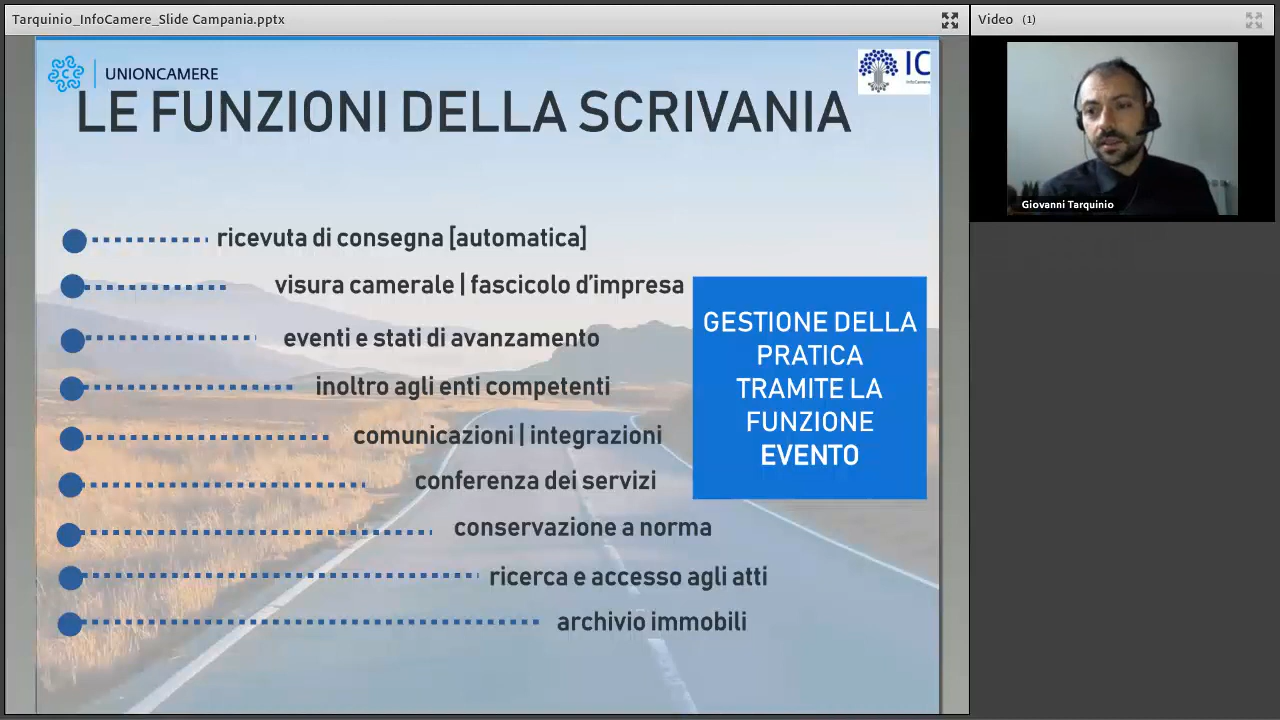 Tarquinio_InfoCamere_Slide Campania.pptx
Video (1)
UNIONCAMERE
IC
InfoCamere
LE FUNZIONI DELLA SCRIVANIA
Giovanni Tarquinio
ricevuta di consegna [automatica]
visura camerale | fascicolo d'impresa
eventi e stati di avanzamento
inoltro agli enti competenti
comunicazioni | integrazioni
conferenza dei servizi
conservazione a norma
ricerca e accesso agli atti
archivio immobili
GESTIONE DELLA
PRATICA
TRAMITE LA
FUNZIONE
EVENTO